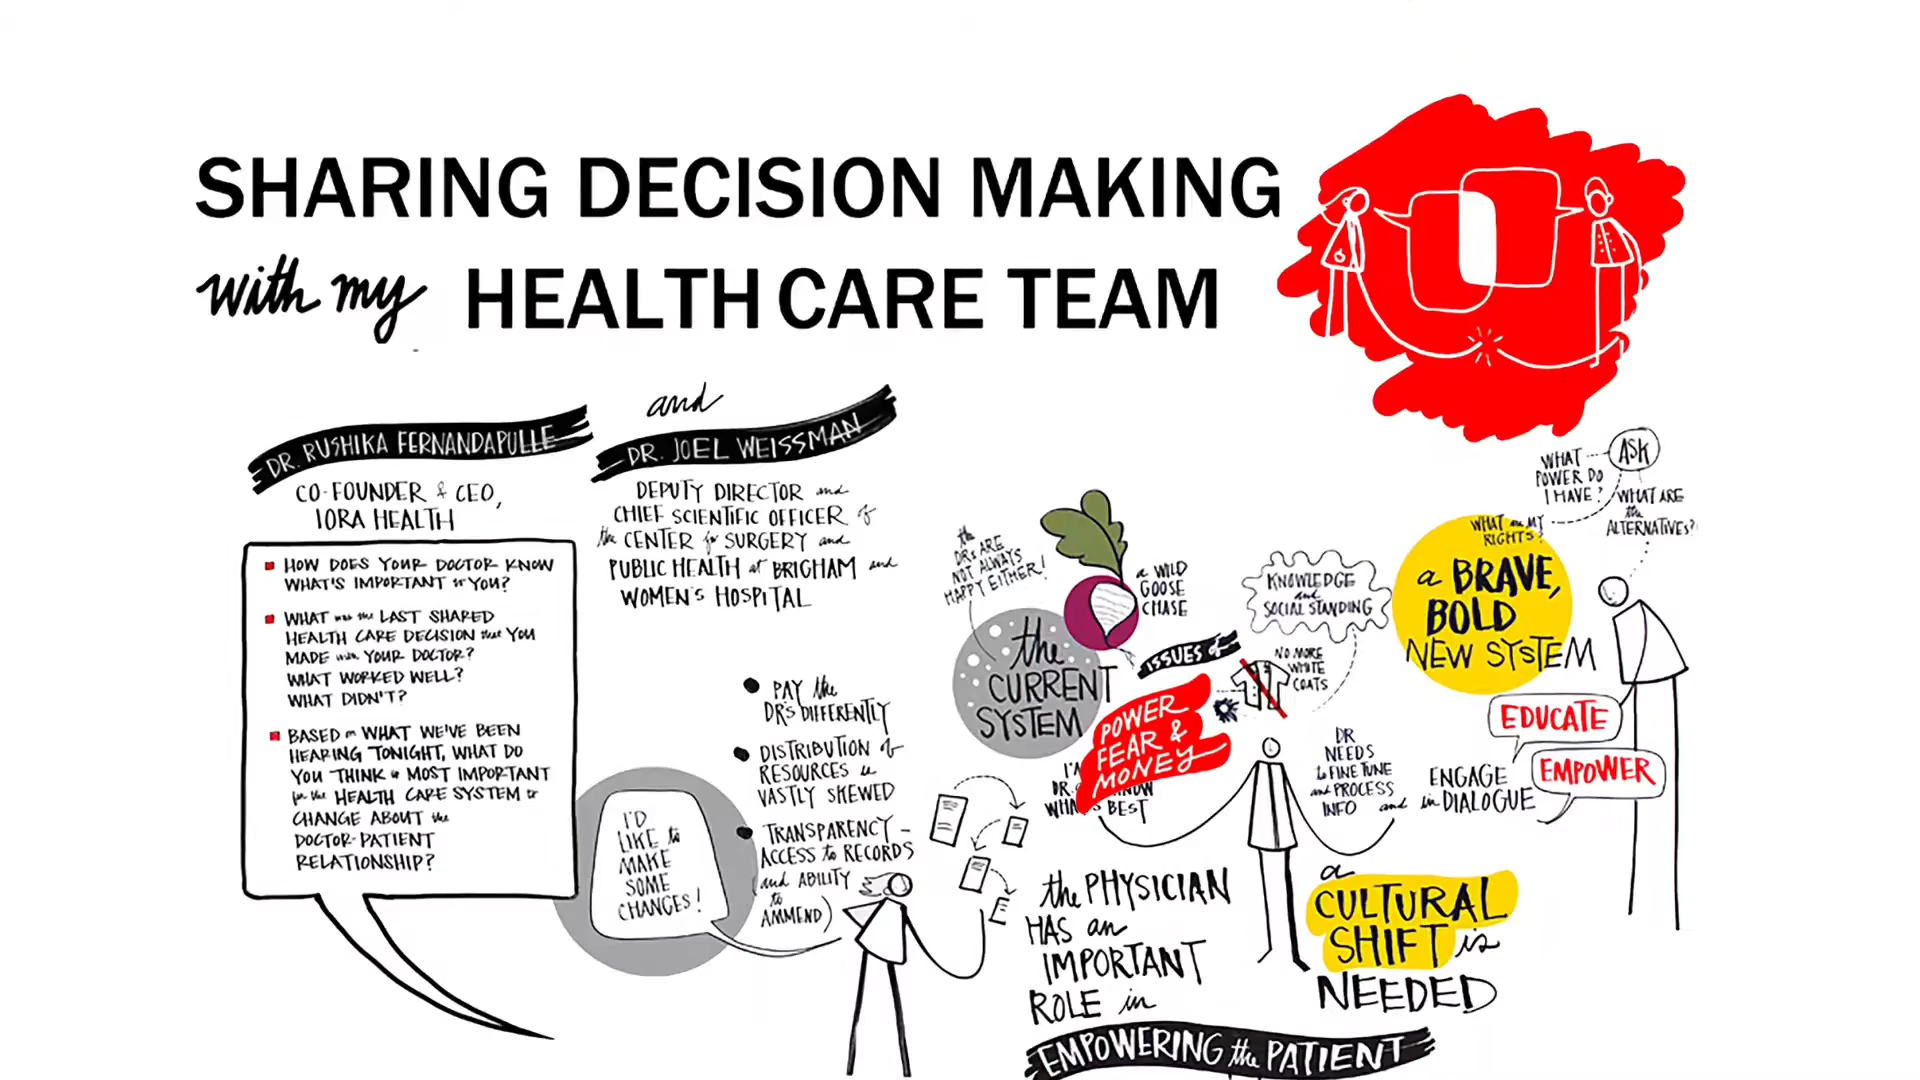 SHARING DECISION MAKING
with my HEALTH CARE TEAM
DR. RUSHIKA FERNANDAPULLE
CO-FOUNDER & CEO,
IORA HEALTH
and
DR. JOEL WEISSMAN
DEPUTY DIRECTOR and
CHIEF SCIENTIFIC OFFICER of
the CENTER for SURGERY and
PUBLIC HEALTH at BRIGHAM and
WOMEN'S HOSPITAL
HOW DOES YOUR DOCTOR KNOW
WHAT'S IMPORTANT to YOU?
WHAT was the LAST SHARED
HEALTH CARE DECISION that YOU
MADE with YOUR DOCTOR?
WHAT WORKED WELL?
WHAT DIDN'T?
BASED on WHAT WE'VE BEEN
HEARING TONIGHT, WHAT DO
YOU THINK is MOST IMPORTANT
for the HEALTH CARE SYSTEM to
CHANGE ABOUT the
DOCTOR-PATIENT
RELATIONSHIP?
I'D
LIKE to
MAKE
SOME
CHANGES!
PAY the
DR'S DIFFERENTLY
DISTRIBUTION of
RESOURCES is
VASTLY SKEWED
TRANSPARENCY -
ACCESS to RECORDS
(and ABILITY
to
AMMEND)
the
DRs ARE
NOT ALWAYS
HAPPY EITHER!
the
CURRENT
SYSTEM
a WILD
GOOSE
CHASE
ISSUES of
POWER
FEAR &
MONEY
I'M
DR.
BEST
KNOWLEDGE
and
SOCIAL STANDING
NO MORE
WHITE
COATS
DR
NEEDS
to FINE TUNE
and PROCESS
INFO and
ENGAGE
in DIALOGUE
EDUCATE
EMPOWER
a BRAVE,
BOLD
NEW SYSTEM
ASK
WHAT
POWER DO
I HAVE?
WHAT ARE
the
ALTERNATIVES?
WHAT are MY
RIGHTS?
the PHYSICIAN
HAS an
IMPORTANT
ROLE in
EMPOWERING the PATIENT
a
CULTURAL
SHIFT is
NEEDED